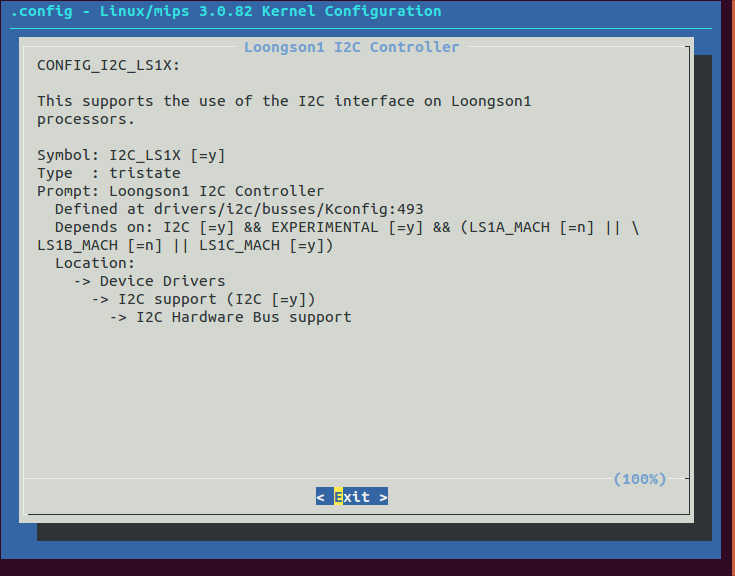 .config - Linux/mips 3.0.82 Kernel Configuration
Loongson1 I2C Controller
CONFIG_I2C_LS1X:
This supports the use of the I2C interface on Loongson1
processors.
Symbol: I2C_LS1X [=y]
Type  : tristate
Prompt: Loongson1 I2C Controller
  Defined at drivers/i2c/busses/Kconfig:493
  Depends on: I2C [=y] && EXPERIMENTAL [=y] && (LS1A_MACH [=n] || \
LS1B_MACH [=n] || LS1C_MACH [=y])
  Location:
    -> Device Drivers
      -> I2C support (I2C [=y])
        -> I2C Hardware Bus support
(100%)
< Exit >